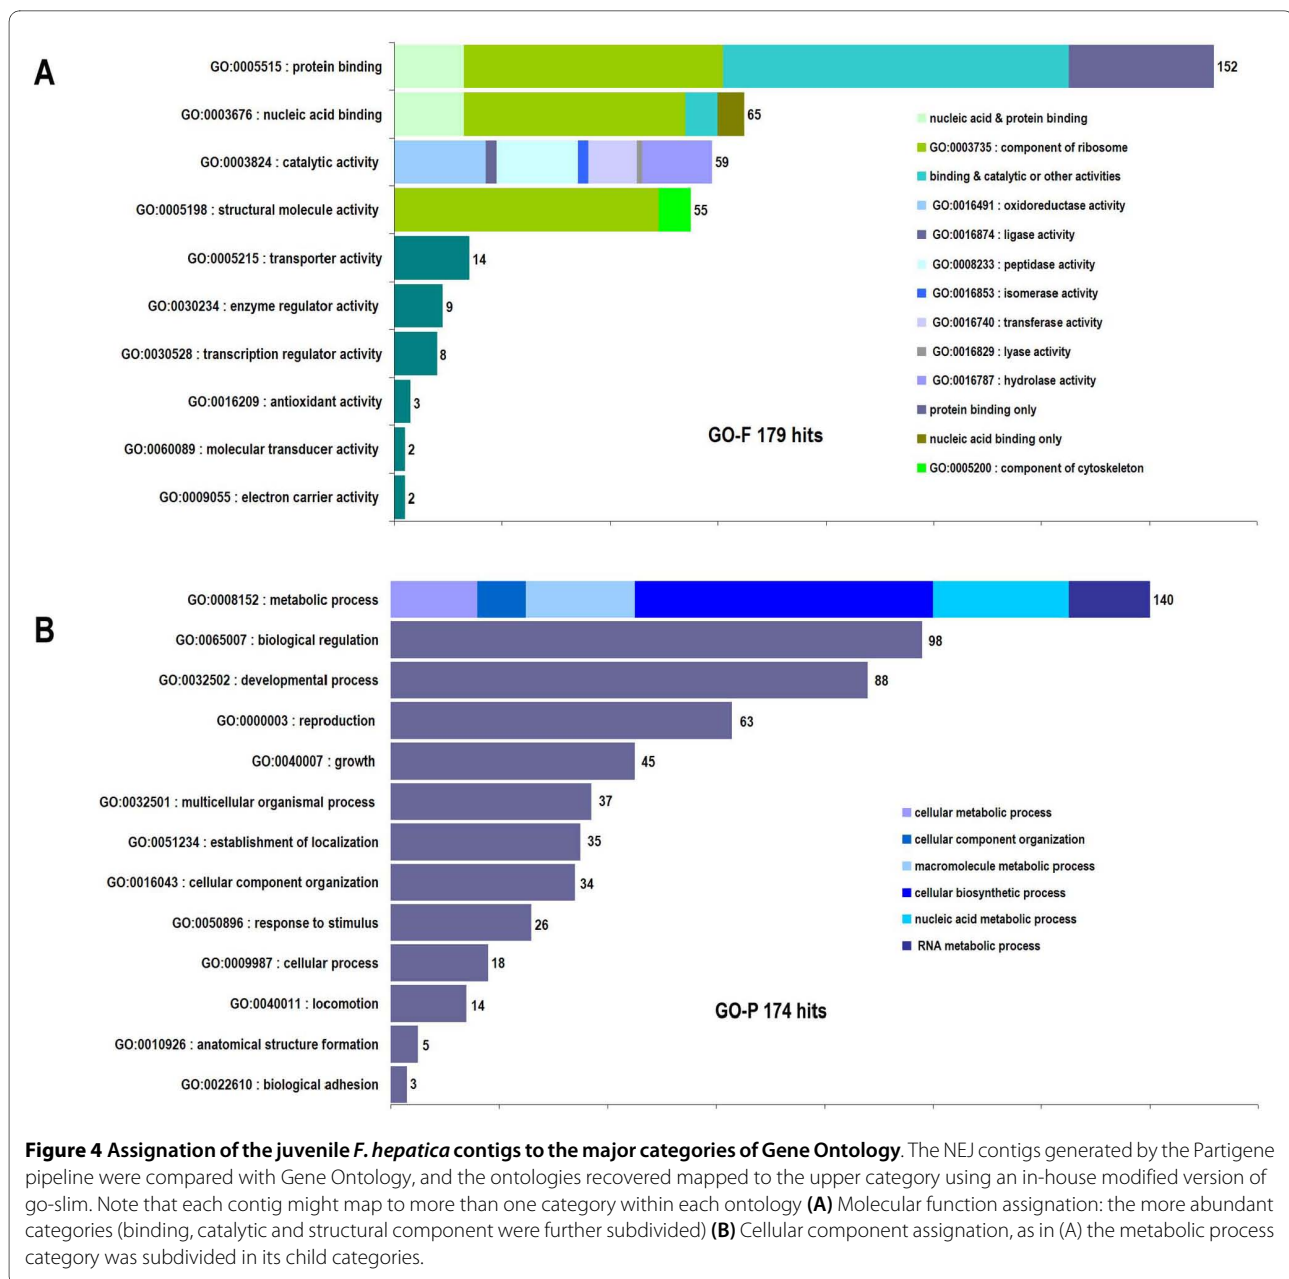 A
GO:0005515 : protein binding
152
GO:0003676 : nucleic acid binding
65
GO:0003824 : catalytic activity
59
GO:0005198 : structural molecule activity
55
GO:0005215 : transporter activity
14
GO:0030234 : enzyme regulator activity
9
GO:0030528 : transcription regulator activity
8
GO:0016209 : antioxidant activity
3
GO:0060089 : molecular transducer activity
2
GO:0009055 : electron carrier activity
2
nucleic acid & protein binding
GO:0003735 : component of ribosome
binding & catalytic or other activities
GO:0016491 : oxidoreductase activity
GO:0016874 : ligase activity
GO:0008233 : peptidase activity
GO:0016853 : isomerase activity
GO:0016740 : transferase activity
GO:0016829 : lyase activity
GO:0016787 : hydrolase activity
protein binding only
nucleic acid binding only
GO:0005200 : component of cytoskeleton
GO-F 179 hits
B
GO:0008152 : metabolic process
140
GO:0065007 : biological regulation
98
GO:0032502 : developmental process
88
GO:0000003 : reproduction
63
GO:0040007 : growth
45
GO:0032501 : multicellular organismal process
37
GO:0051234 : establishment of localization
35
GO:0016043 : cellular component organization
34
GO:0050896 : response to stimulus
26
GO:0009987 : cellular process
18
GO:0040011 : locomotion
14
GO:0010926 : anatomical structure formation
5
GO:0022610 : biological adhesion
3
cellular metabolic process
cellular component organization
macromolecule metabolic process
cellular biosynthetic process
nucleic acid metabolic process
RNA metabolic process
GO-P 174 hits
Figure 4 Assignation of the juvenile F. hepatica contigs to the major categories of Gene Ontology. The NEJ contigs generated by the Partigene
pipeline were compared with Gene Ontology, and the ontologies recovered mapped to the upper category using an in-house modified version of
go-slim. Note that each contig might map to more than one category within each ontology (A) Molecular function assignation: the more abundant
categories (binding, catalytic and structural component were further subdivided) (B) Cellular component assignation, as in (A) the metabolic process
category was subdivided in its child categories.